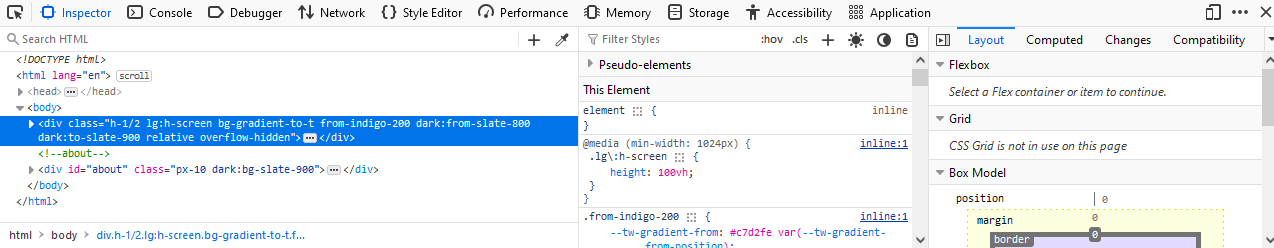 Inspector Console Debugger Network Style Editor Performance Memory Storage Accessibility Application
Search HTML
<!DOCTYPE html>
<html lang="en"> scroll
<head> ··· </head>
<body>
<div class="h-1/2 lg:h-screen bg-gradient-to-t from-indigo-200 dark:from-slate-800
dark:to-slate-900 relative overflow-hidden"> ··· </div>
<!--about-->
<div id="about" class="px-10 dark:bg-slate-900"> ··· </div>
</body>
</html>
html body div.h-1/2.lg:h-screen.bg-gradient-to-t.f…
Filter Styles :hov .cls
Pseudo-elements
This Element
element { inline
}
@media (min-width: 1024px) { inline:1
.lg\:h-screen {
height: 100vh;
}
}
.from-indigo-200 { inline:1
--tw-gradient-from: #c7d2fe var(--tw-gradient-
from-position);
Layout Computed Changes Compatibility
Flexbox
Select a Flex container or item to continue.
Grid
CSS Grid is not in use on this page
Box Model
position 0
margin 0
border 0